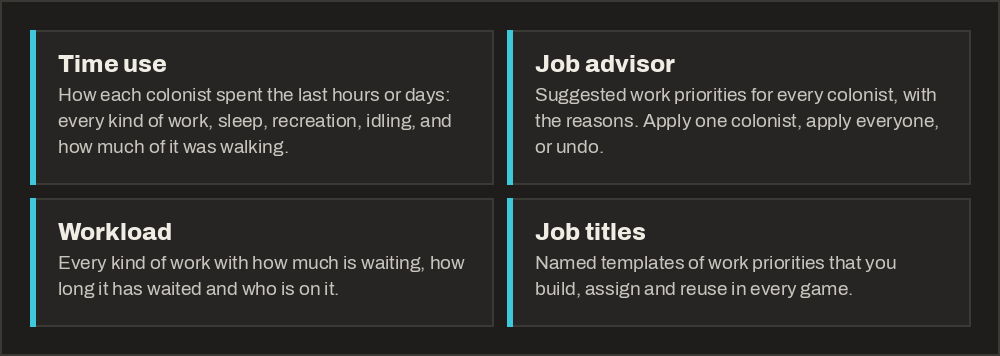 Time use
How each colonist spent the last hours or days:
every kind of work, sleep, recreation, idling, and
how much of it was walking.
Job advisor
Suggested work priorities for every colonist, with
the reasons. Apply one colonist, apply everyone,
or undo.
Workload
Every kind of work with how much is waiting, how
long it has waited and who is on it.
Job titles
Named templates of work priorities that you
build, assign and reuse in every game.